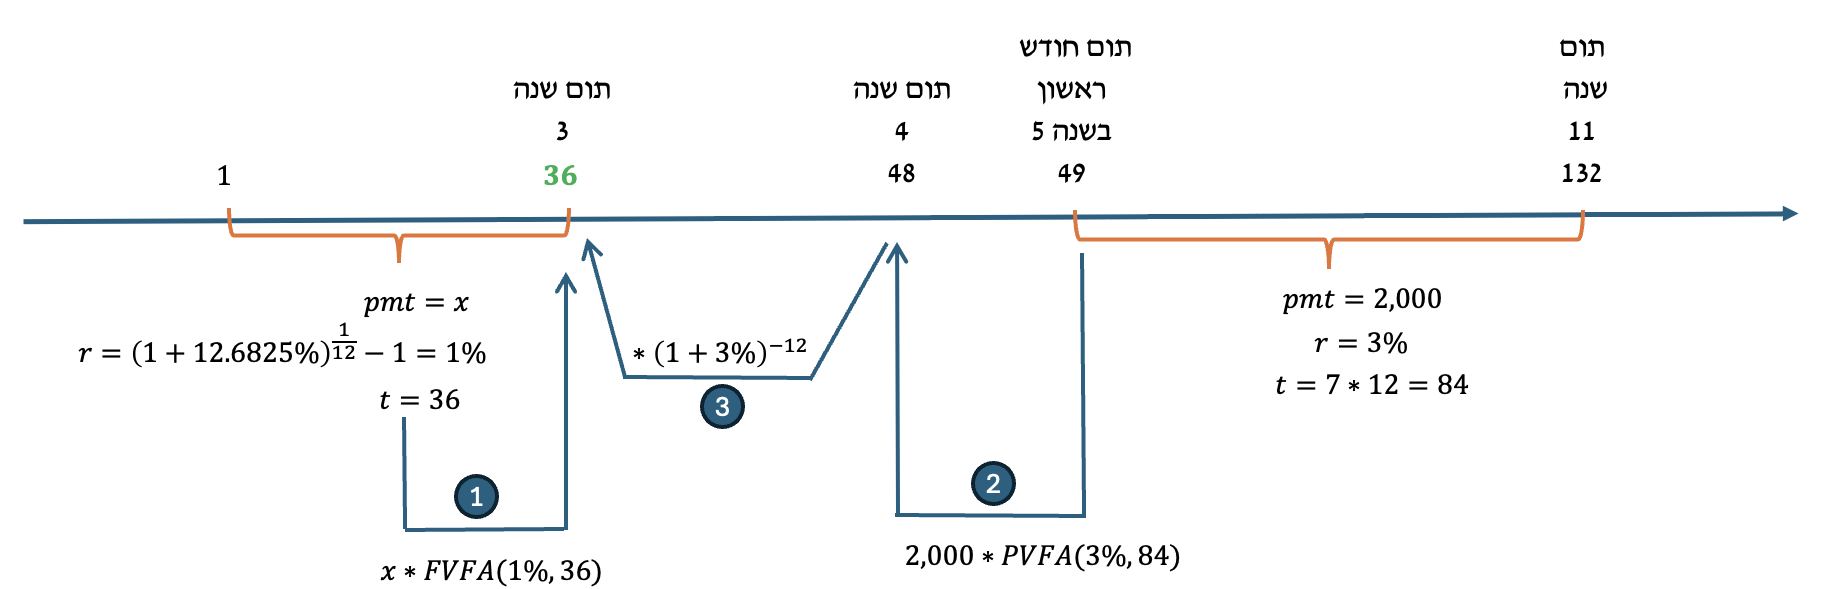 תום חודש
תום
תום שנה
תום שנה
ראשון
שנה
3
4
בשנה 5
11
1
36
48
49
132
pmt = x
r = (1 + 12.6825%)^{\frac{1}{12}} − 1 = 1%
t = 36
1
x ∗ FVFA(1%, 36)
∗ (1 + 3%)^{−12}
3
2
2,000 ∗ PVFA(3%, 84)
pmt = 2,000
r = 3%
t = 7 ∗ 12 = 84